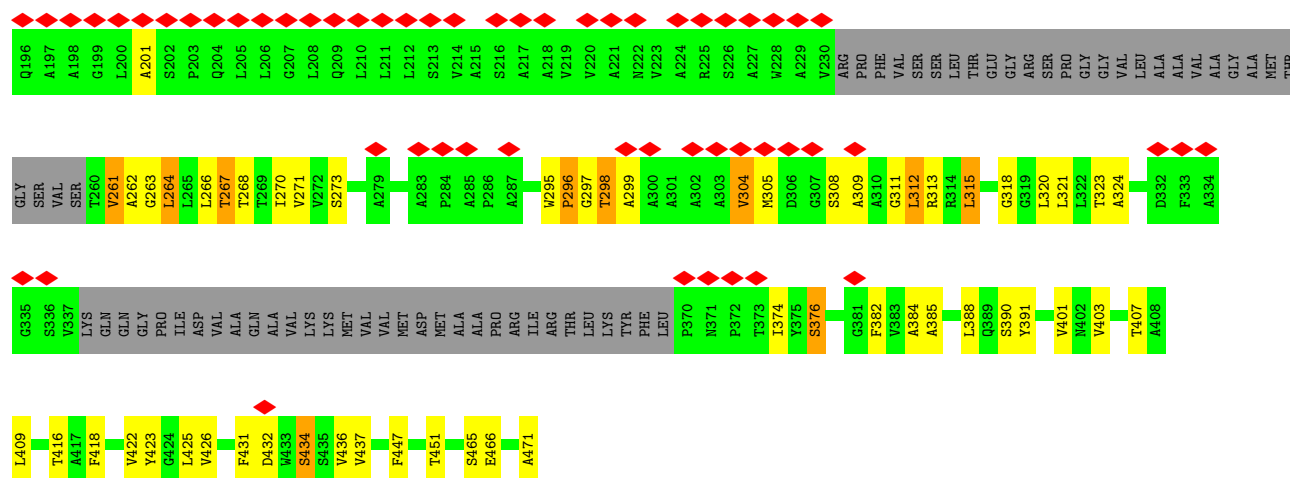 Q196 A197 A198 G199 L200 A201 S202 P203 Q204 L205 L206 G207 L208 Q209 L210 L211 L212 S213 V214 A215 S216 A217 A218 V219 V220 A221 N222 V223 A224 R225 S226 A227 W228 A229 V230 ARG PRO PHE VAL SER SER LEU THR GLU GLY ARG SER PRO GLY GLY VAL LEU ALA ALA VAL ALA GLY ALA MET THR
GLY SER VAL SER T260 V261 A262 G263 L264 L265 L266 T267 T268 T269 I270 V271 V272 S273 A279 A283 P284 A285 P286 A287 W295 P296 G297 T298 A299 A300 A301 A302 A303 V304 M305 D306 G307 S308 A309 A310 G311 L312 R313 R314 L315 G318 G319 L320 L321 L322 T323 A324 D332 F333 A334
G335 S336 V337 LYS GLN GLN GLY PRO ILE ASP VAL ALA GLN ALA VAL LYS LYS MET VAL VAL MET ASP MET ALA ALA PRO ARG ILE ARG THR LEU LYS TYR PHE LEU P370 N371 P372 T373 I374 Y375 S376 G381 F382 V383 A384 A385 L388 Q389 S390 Y391 V401 N402 V403 T407 A408
L409 T416 A417 F418 V422 Y423 G424 L425 V426 F431 D432 W433 S434 S435 V436 V437 F447 T451 S465 E466 A471